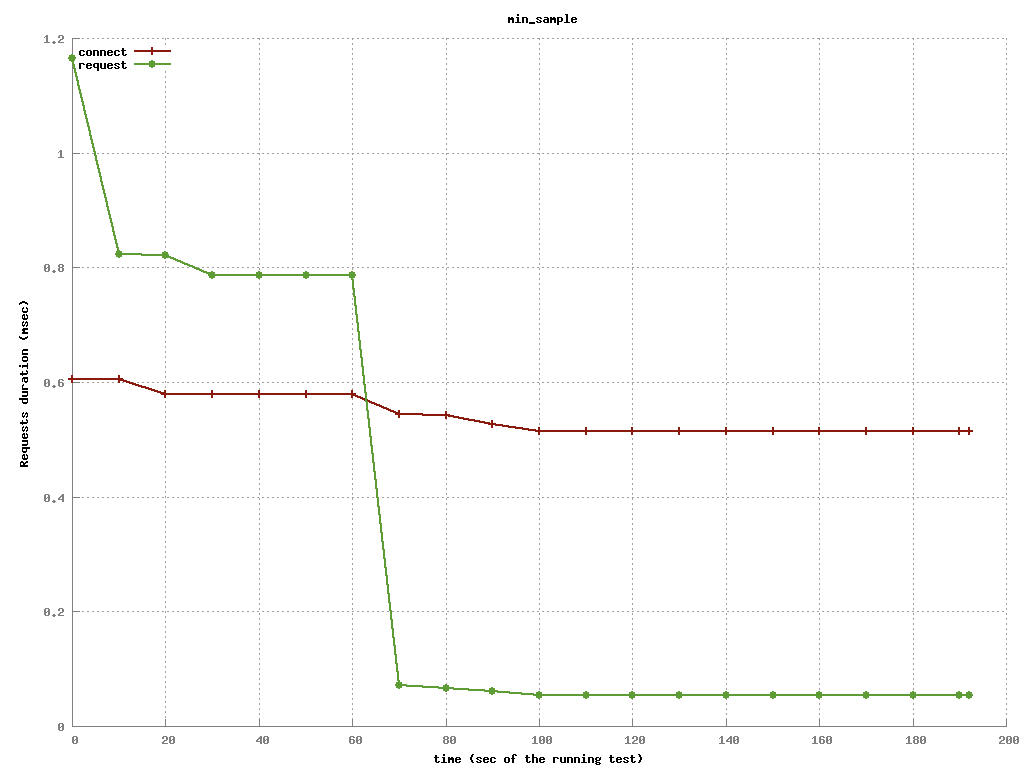 min_sample
1.2
connect
request
1
0.8
0.6
0.4
0.2
0
Requests duration (msec)
0 20 40 60 80 100 120 140 160 180 200
time (sec of the running test)